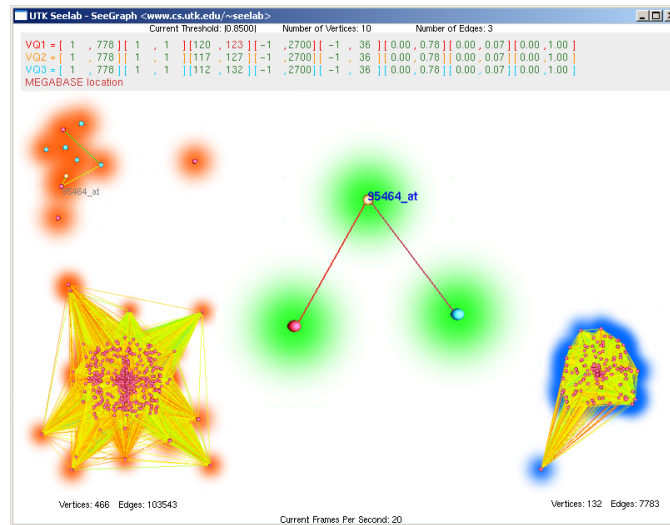 UTK Seelab - SeeGraph <www.cs.utk.edu/~seelab>
Current Threshold: |0.8500| Number of Vertices: 10 Number of Edges: 3
VQ1 = [ 1 , 778 ][ 1 , 1 ][120 , 123 ][ -1 , 2700][ -1 , 36 ][ 0.00 , 0.78 ][ 0.00 , 0.07 ][ 0.00 , 1.00 ]
VQ2 = [ 1 , 778 ][ 1 , 1 ][117 , 127 ][ -1 , 2700][ -1 , 36 ][ 0.00 , 0.78 ][ 0.00 , 0.07 ][ 0.00 , 1.00 ]
VQ3 = [ 1 , 778 ][ 1 , 1 ][112 , 132 ][ -1 , 2700][ -1 , 36 ][ 0.00 , 0.78 ][ 0.00 , 0.07 ][ 0.00 , 1.00 ]
MEGABASE location
95464_at
95464_at
Vertices: 466 Edges: 103543
Vertices: 132 Edges: 7783
Current Frames Per Second: 20